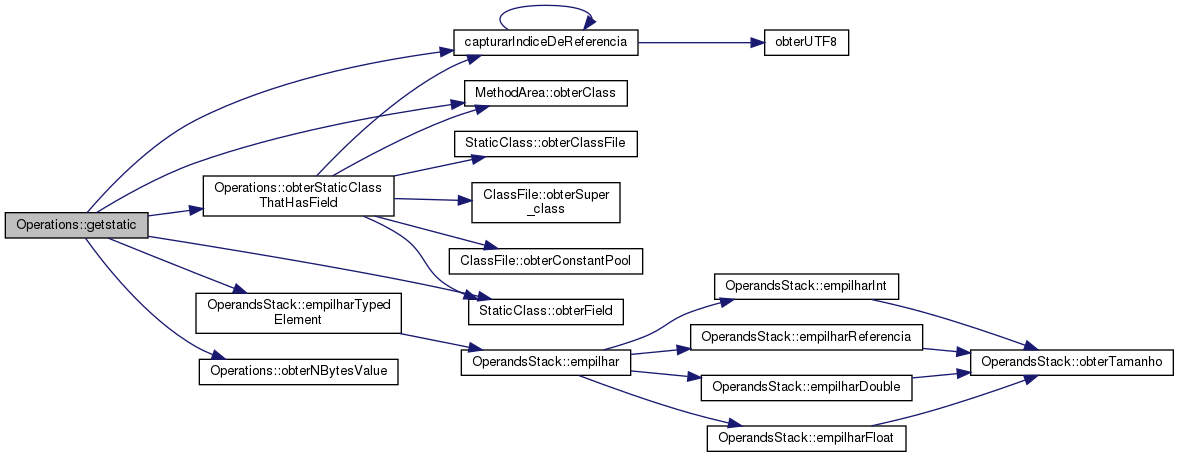 capturarIndiceDeReferencia
obterUTF8
MethodArea::obterClass
StaticClass::obterClassFile
Operations::obterStaticClass
ThatHasField
ClassFile::obterSuper
_class
Operations::getstatic
ClassFile::obterConstantPool
OperandsStack::empilharInt
OperandsStack::empilharTyped
Element
StaticClass::obterField
OperandsStack::empilharReferencia
OperandsStack::empilhar
OperandsStack::obterTamanho
Operations::obterNBytesValue
OperandsStack::empilharDouble
OperandsStack::empilharFloat